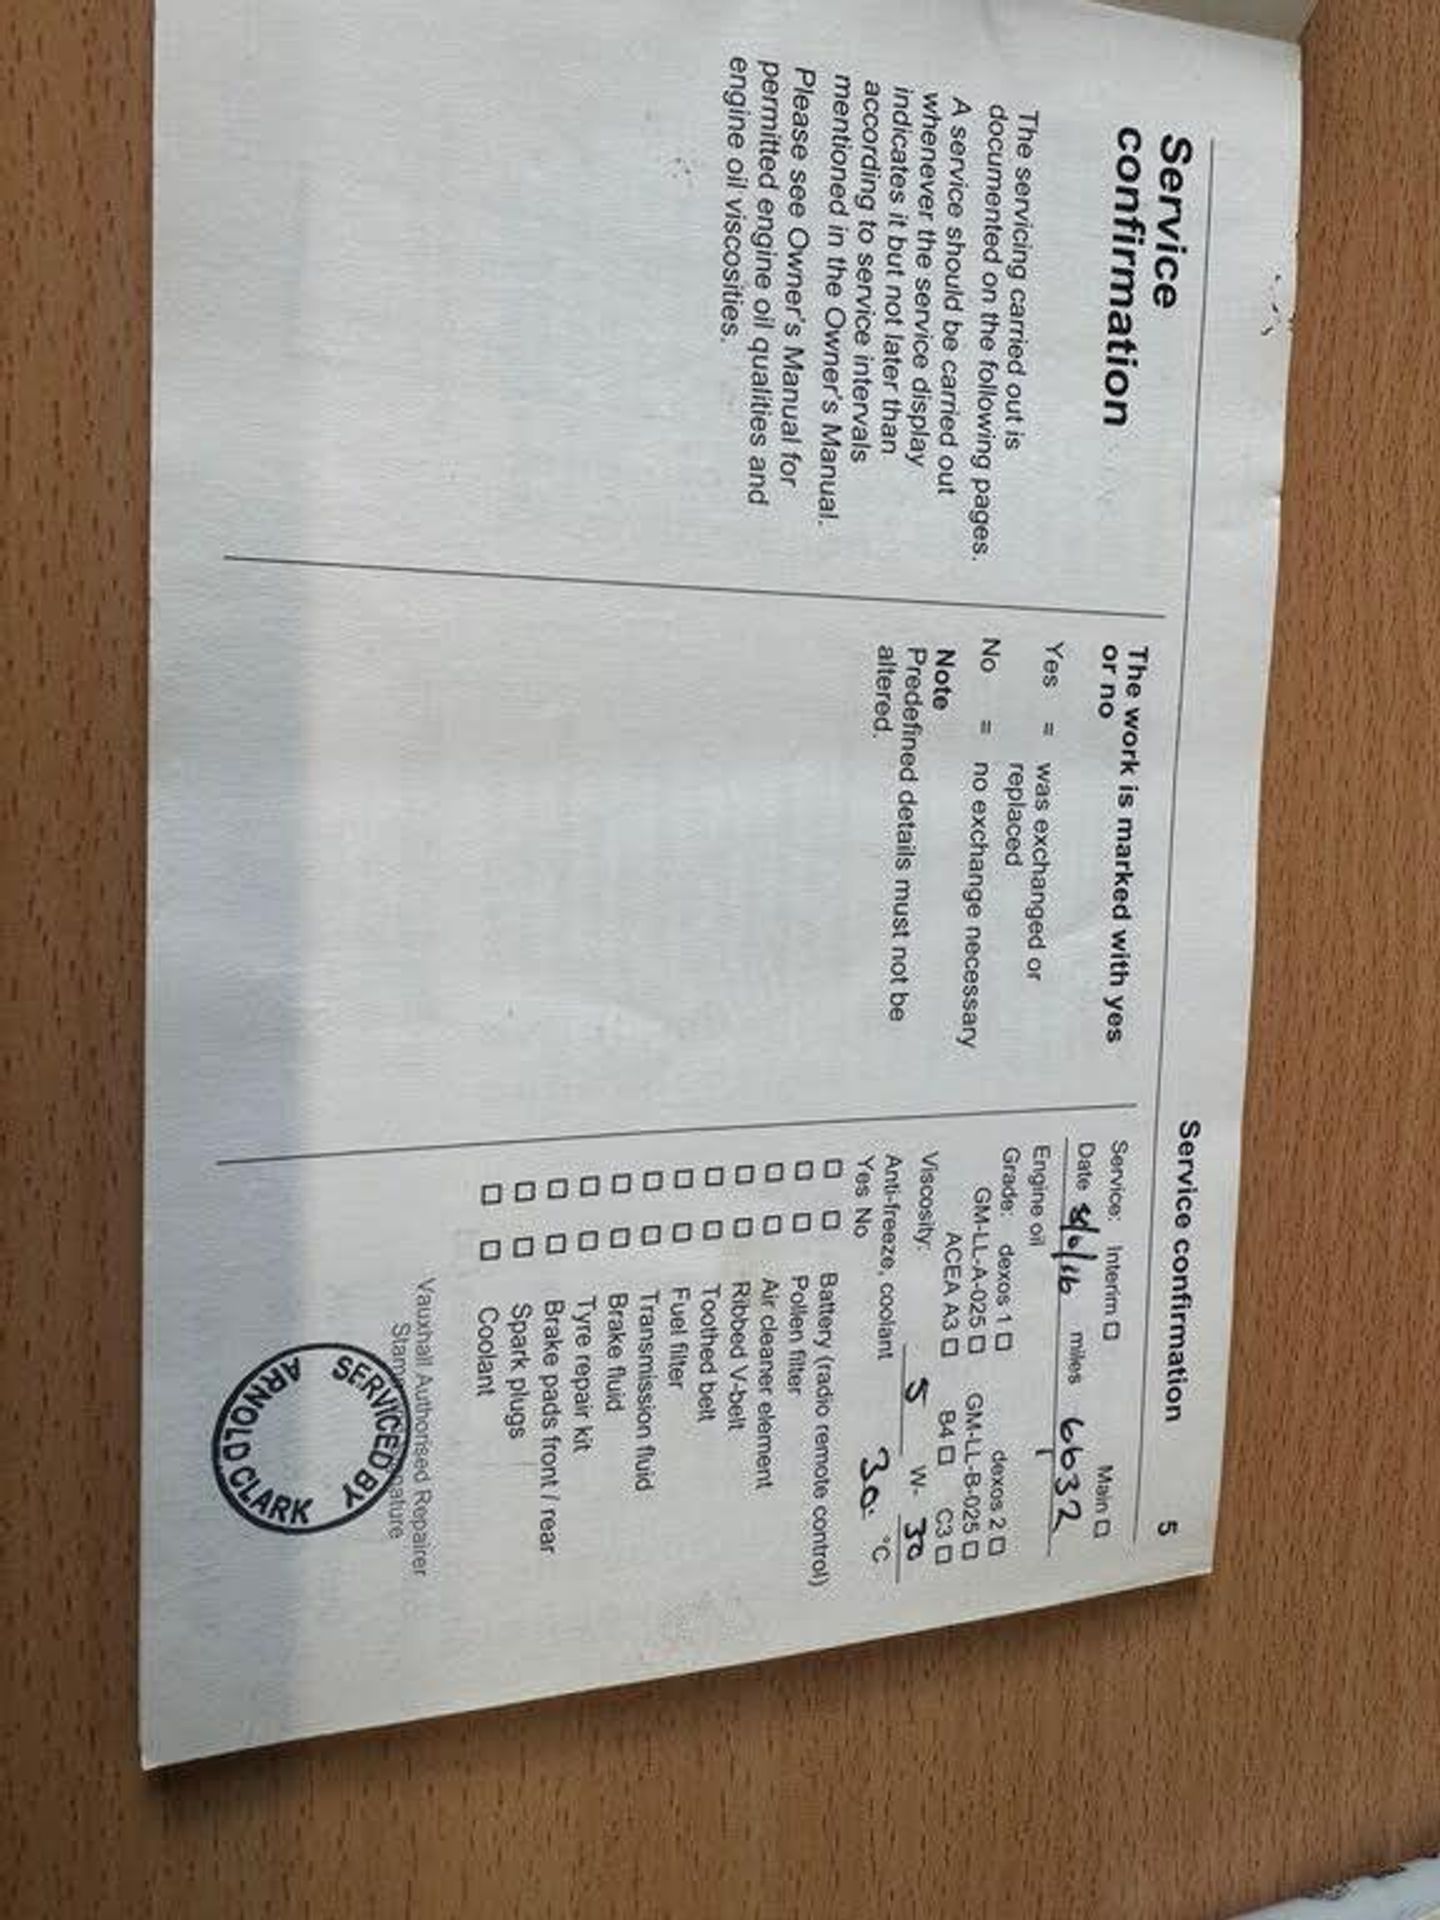 Service confirmation 5
Service
confirmation
The servicing carried out is
documented on the following pages.
A service should be carried out
whenever the service display
indicates it but not later than
according to service intervals
mentioned in the Owner's Manual.
Please see Owner's Manual for
permitted engine oil qualities and
engine oil viscosities.
The work is marked with yes
or no
Yes = was exchanged or
replaced
No = no exchange necessary
Note
Predefined details must not be
altered.
Service: Interim ☐ Main ☐
Date miles 6632
Engine oil
Grade: dexos 1 ☐ dexos 2 ☐
GM-LL-A-025 ☐ GM-LL-B-025 ☐
ACEA A3 ☐ B4 ☐ C3 ☐
Viscosity: 5 W- 30
Anti-freeze, coolant 30 °C
Yes No
☐ ☐ Battery (radio remote control)
☐ ☐ Pollen filter
☐ ☐ Air cleaner element
☐ ☐ Ribbed V-belt
☐ ☐ Toothed belt
☐ ☐ Fuel filter
☐ ☐ Transmission fluid
☐ ☐ Brake fluid
☐ ☐ Tyre repair kit
☐ ☐ Brake pads front / rear
☐ ☐ Spark plugs
☐ ☐ Coolant
Vauxhall Authorised Repairer
SERVICED BY
ARNOLD CLARK